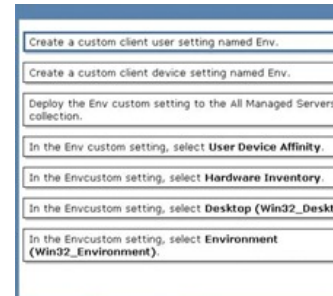 Create a custom client user setting named Env.
Create a custom client device setting named Env.
Deploy the Env custom setting to the All Managed Servers
collection.
In the Env custom setting, select User Device Affinity.
In the Envcustom setting, select Hardware Inventory.
In the Envcustom setting, select Desktop (Win32_Deskt
In the Envcustom setting, select Environment
(Win32_Environment).